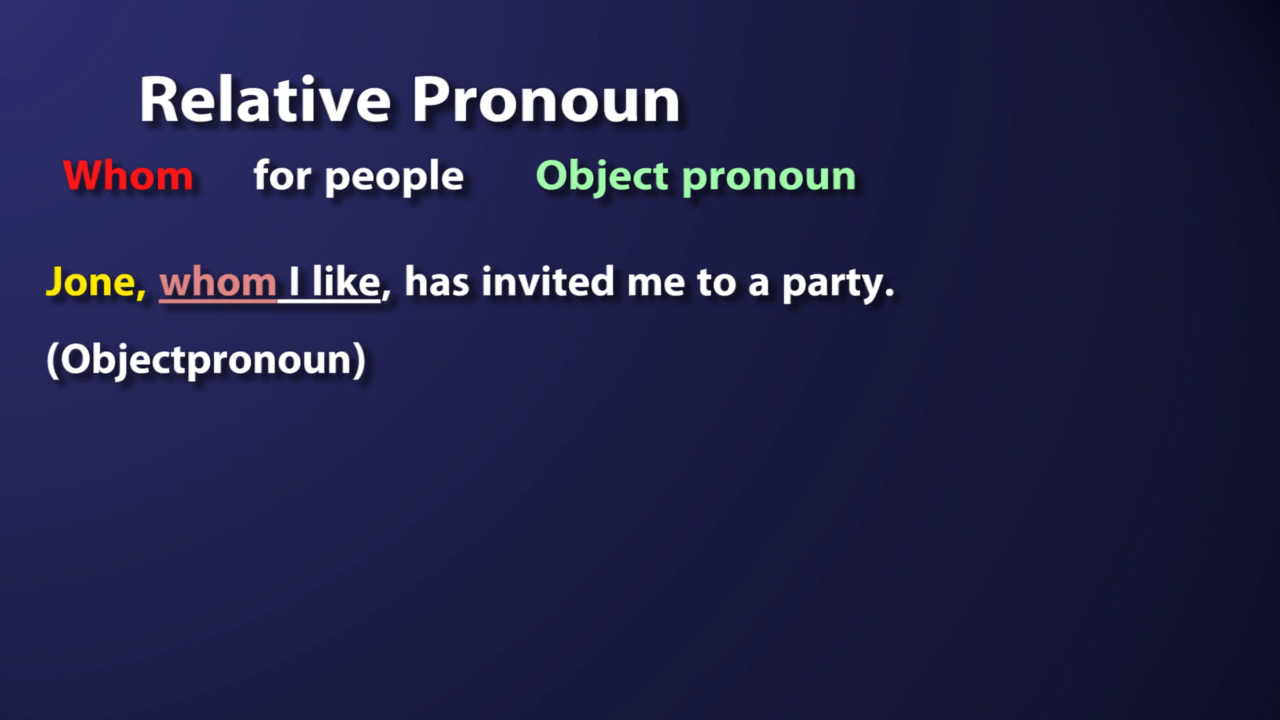 Relative Pronoun
Whom for people Object pronoun
Jone, whom I like, has invited me to a party.
(Objectpronoun)